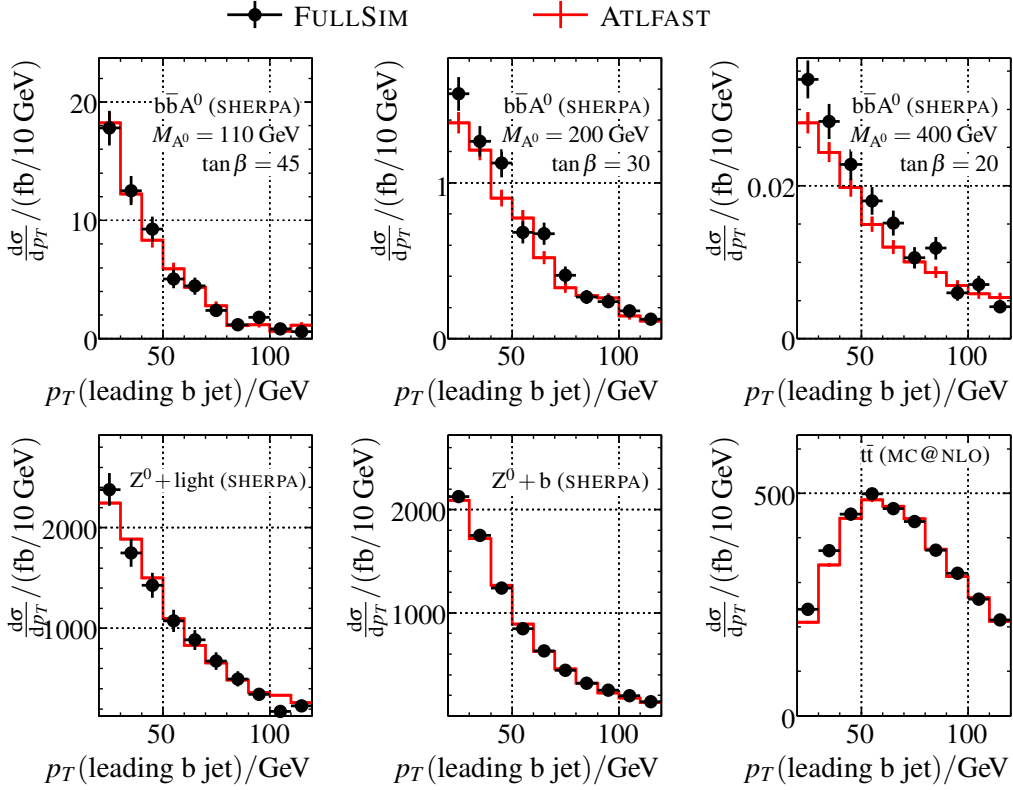 FULLSIM ATLFAST
bb̄A⁰ (SHERPA)
M_A⁰ = 110 GeV
tan β = 45
dσ/dp_T /(fb/10 GeV)
20
10
0
50 100
p_T(leading b jet)/GeV
bb̄A⁰ (SHERPA)
M_A⁰ = 200 GeV
tan β = 30
dσ/dp_T /(fb/10 GeV)
1
0
50 100
p_T(leading b jet)/GeV
bb̄A⁰ (SHERPA)
M_A⁰ = 400 GeV
tan β = 20
dσ/dp_T /(fb/10 GeV)
0.02
0
50 100
p_T(leading b jet)/GeV
Z⁰+light (SHERPA)
dσ/dp_T /(fb/10 GeV)
2000
1000
50 100
p_T(leading b jet)/GeV
Z⁰+b (SHERPA)
dσ/dp_T /(fb/10 GeV)
2000
1000
50 100
p_T(leading b jet)/GeV
tt̄ (MC@NLO)
dσ/dp_T /(fb/10 GeV)
500
0
50 100
p_T(leading b jet)/GeV